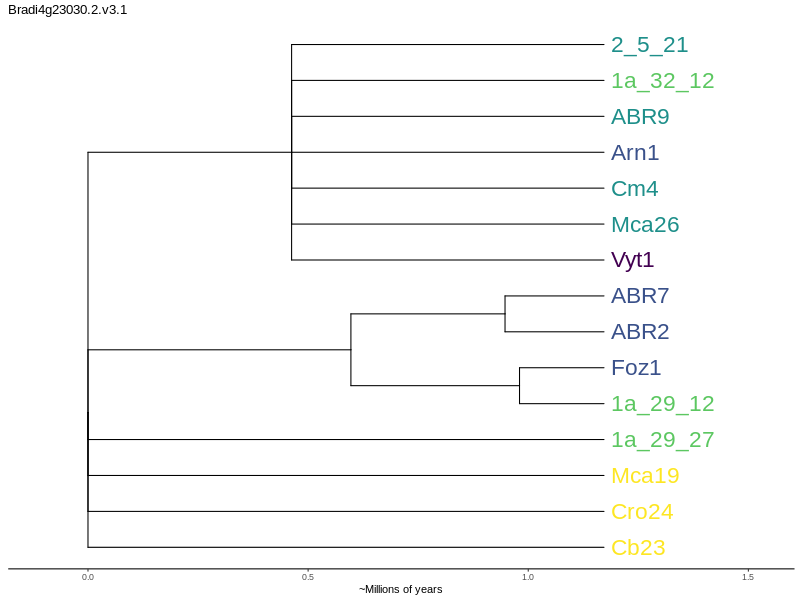 Bradi4g23030.2.v3.1
2_5_21
1a_32_12
ABR9
Arn1
Cm4
Mca26
Vyt1
ABR7
ABR2
Foz1
1a_29_12
1a_29_27
Mca19
Cro24
Cb23
0.0 0.5 1.0 1.5
~Millions of years